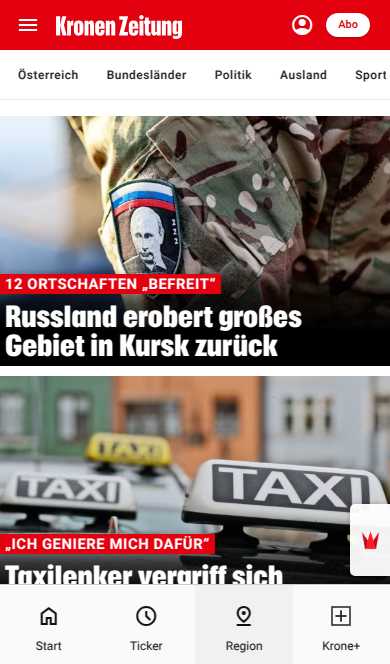 Kronen Zeitung
Abo
Österreich Bundesländer Politik Ausland Sport
12 ORTSCHAFTEN „BEFREIT“
Russland erobert großes
Gebiet in Kursk zurück
TAXI
TAXI
TAXI
„ICH GENIERE MICH DAFÜR“
Taxilenker vergriff sich
Start Ticker Region Krone+